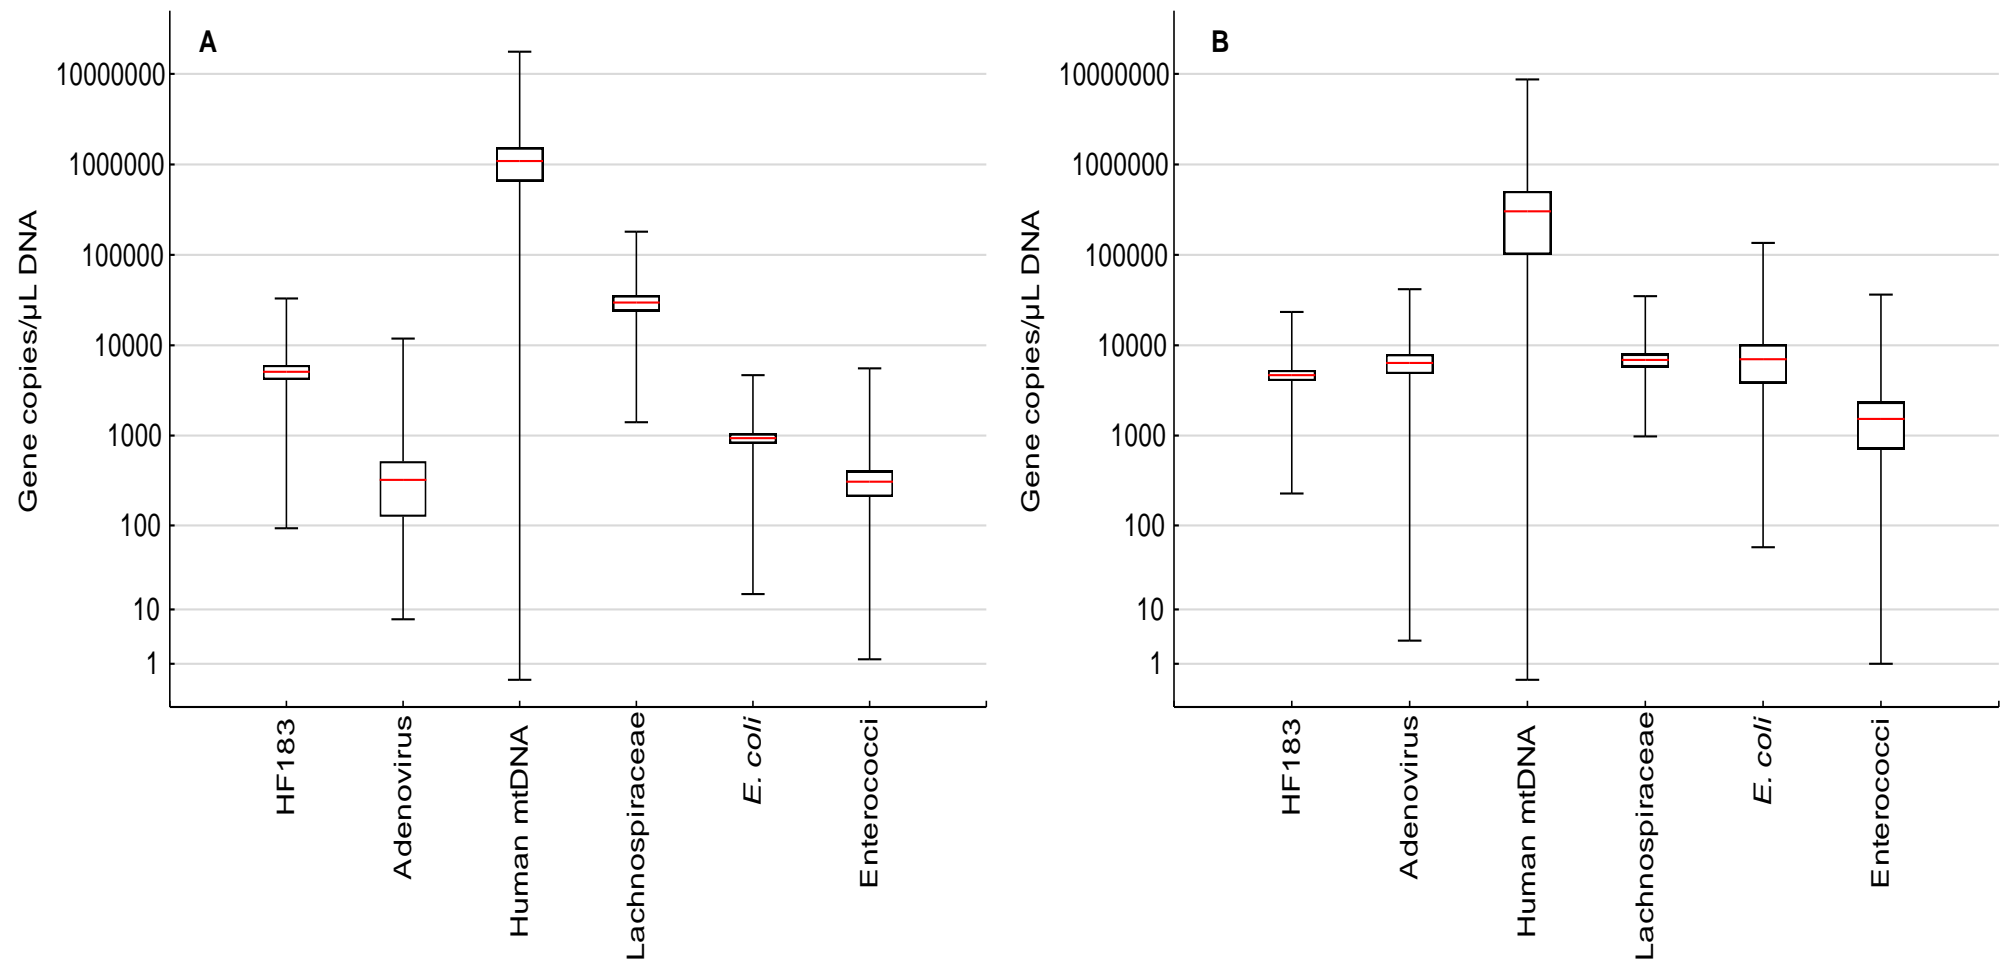 A
10000000
1000000
100000
10000
1000
100
10
1
Gene copies/µL DNA
HF183
Adenovirus
Human mtDNA
Lachnospiraceae
E. coli
Enterococci
B
10000000
1000000
100000
10000
1000
100
10
1
Gene copies/µL DNA
HF183
Adenovirus
Human mtDNA
Lachnospiraceae
E. coli
Enterococci